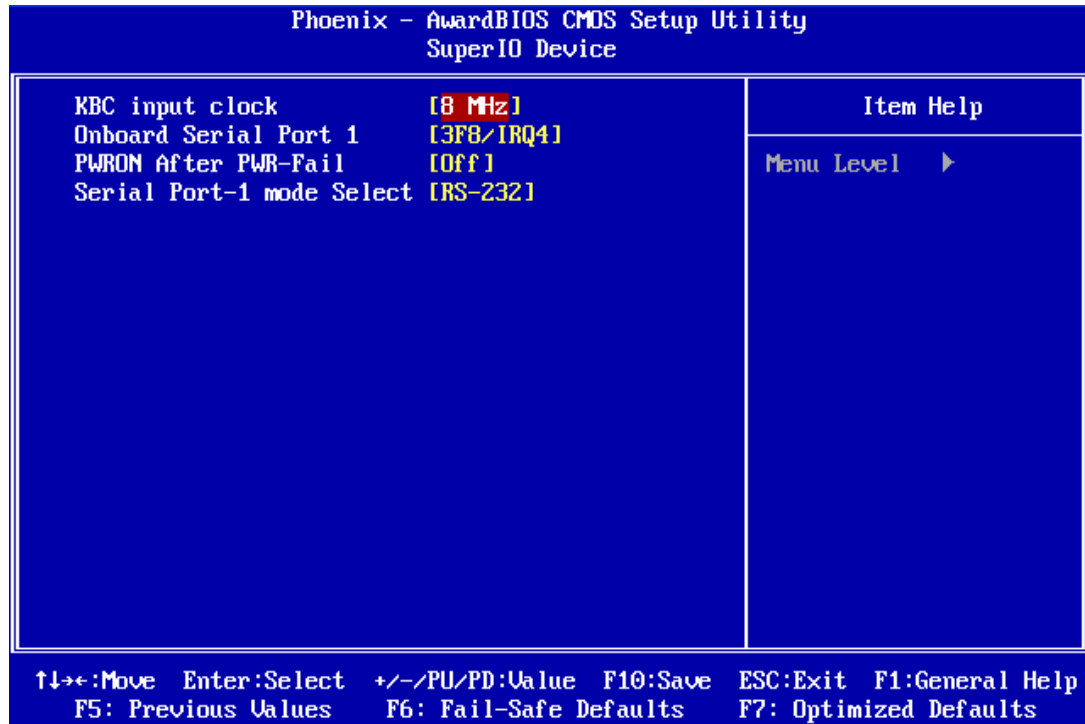 Phoenix - AwardBIOS CMOS Setup Utility
SuperIO Device
KBC input clock [8 MHz]
Onboard Serial Port 1 [3F8/IRQ4]
PWRON After PWR-Fail [Off]
Serial Port-1 mode Select [RS-232]
Item Help
Menu Level ▶
↑↓→←:Move Enter:Select +/-/PU/PD:Value F10:Save ESC:Exit F1:General Help
F5: Previous Values F6: Fail-Safe Defaults F7: Optimized Defaults